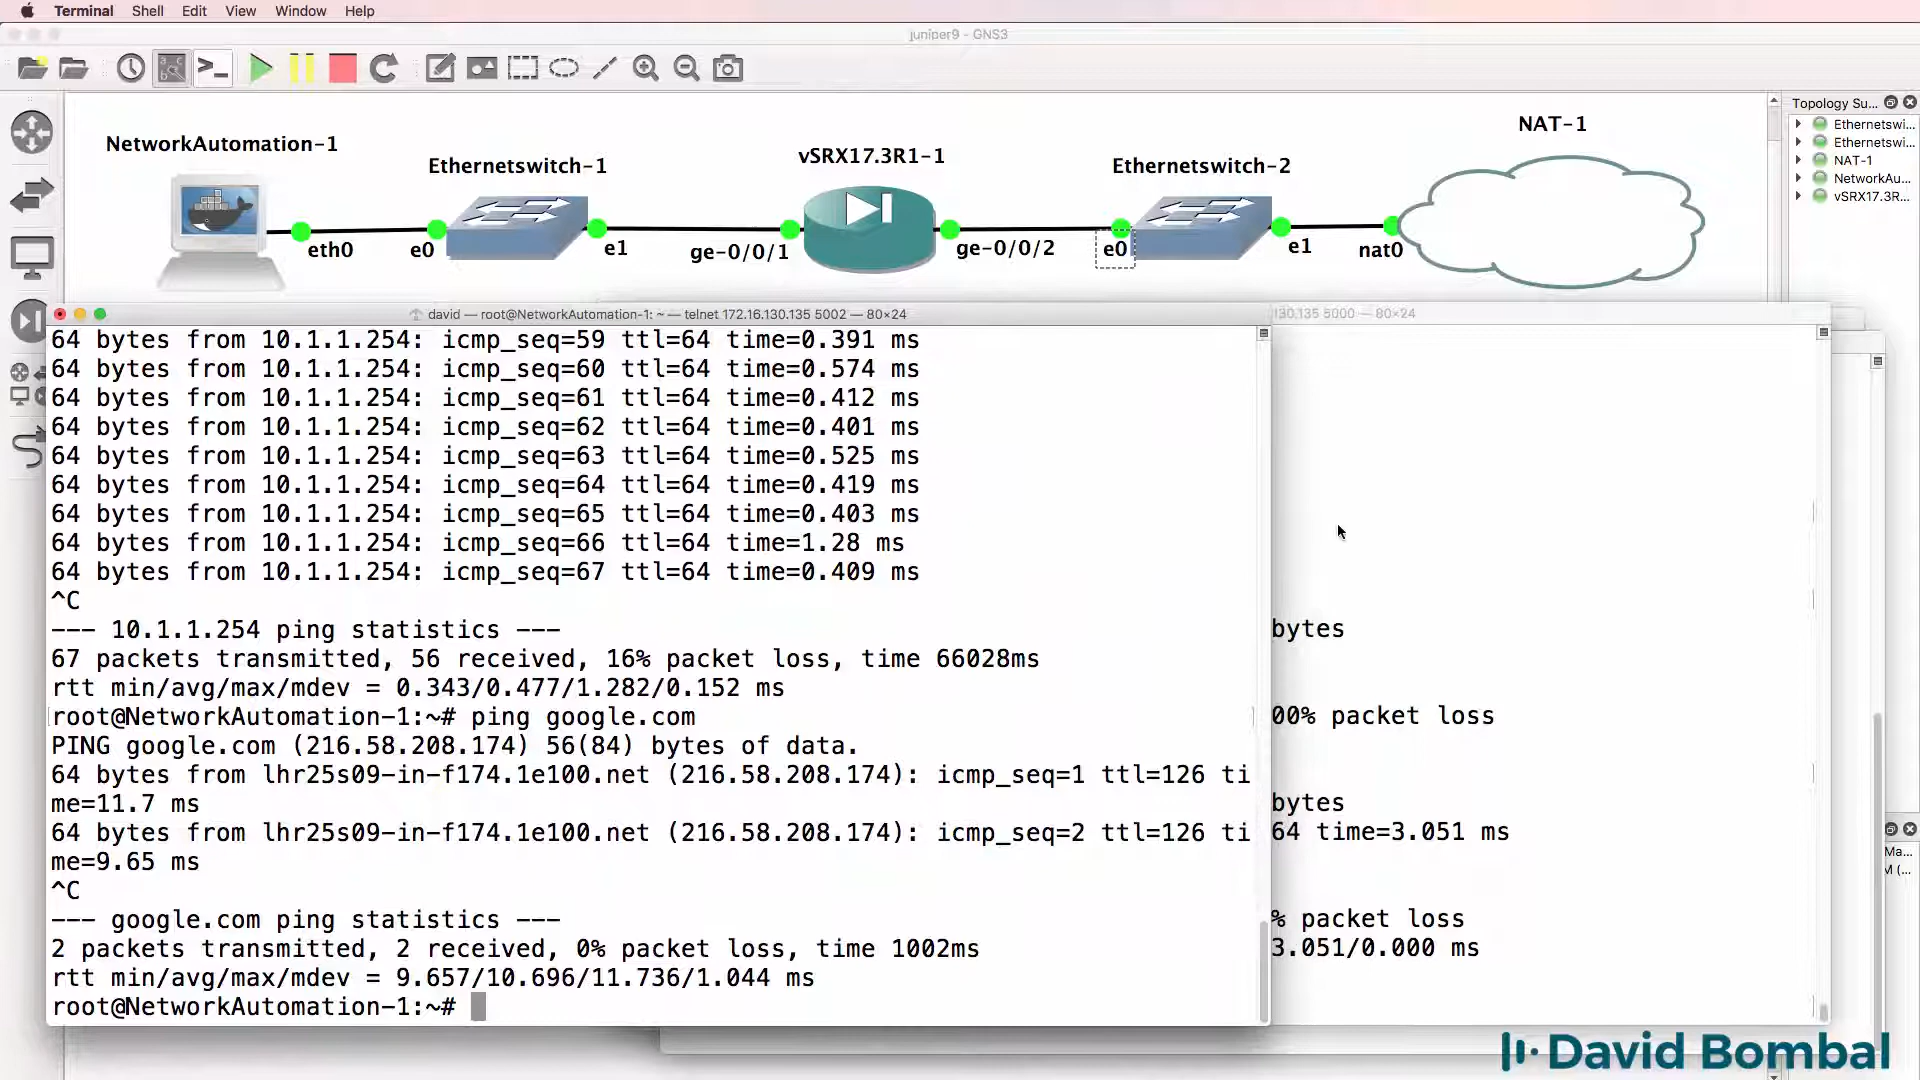 Terminal Shell Edit View Window Help
juniper9 - GNS3
Topology Su...
Ethernetswi...
Ethernetswi...
NAT-1
NetworkAu...
vSRX17.3R...
NetworkAutomation-1
Ethernetswitch-1
vSRX17.3R1-1
Ethernetswitch-2
NAT-1
eth0
e0
e1
ge-0/0/1
ge-0/0/2
e0
e1
nat0
david — root@NetworkAutomation-1: ~ — telnet 172.16.130.135 5002 — 80×24
130.135 5000 — 80×24
64 bytes from 10.1.1.254: icmp_seq=59 ttl=64 time=0.391 ms
64 bytes from 10.1.1.254: icmp_seq=60 ttl=64 time=0.574 ms
64 bytes from 10.1.1.254: icmp_seq=61 ttl=64 time=0.412 ms
64 bytes from 10.1.1.254: icmp_seq=62 ttl=64 time=0.401 ms
64 bytes from 10.1.1.254: icmp_seq=63 ttl=64 time=0.525 ms
64 bytes from 10.1.1.254: icmp_seq=64 ttl=64 time=0.419 ms
64 bytes from 10.1.1.254: icmp_seq=65 ttl=64 time=0.403 ms
64 bytes from 10.1.1.254: icmp_seq=66 ttl=64 time=1.28 ms
64 bytes from 10.1.1.254: icmp_seq=67 ttl=64 time=0.409 ms
^C
--- 10.1.1.254 ping statistics ---
67 packets transmitted, 56 received, 16% packet loss, time 66028ms
rtt min/avg/max/mdev = 0.343/0.477/1.282/0.152 ms
root@NetworkAutomation-1:~# ping google.com
PING google.com (216.58.208.174) 56(84) bytes of data.
64 bytes from lhr25s09-in-f174.1e100.net (216.58.208.174): icmp_seq=1 ttl=126 ti
me=11.7 ms
64 bytes from lhr25s09-in-f174.1e100.net (216.58.208.174): icmp_seq=2 ttl=126 ti
me=9.65 ms
^C
--- google.com ping statistics ---
2 packets transmitted, 2 received, 0% packet loss, time 1002ms
rtt min/avg/max/mdev = 9.657/10.696/11.736/1.044 ms
root@NetworkAutomation-1:~#
bytes
00% packet loss
bytes
64 time=3.051 ms
% packet loss
3.051/0.000 ms
Ma...
M (...
David Bombal